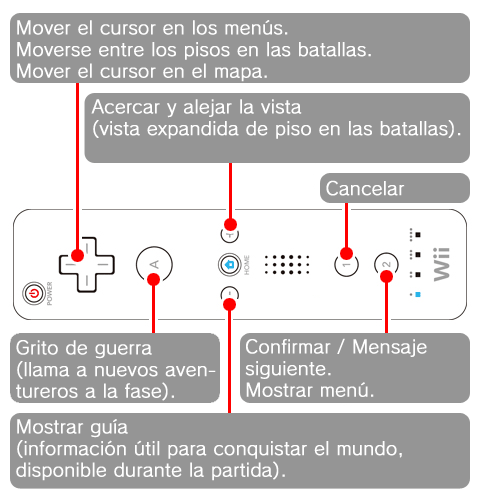 Mover el cursor en los menús.
Moverse entre los pisos en las batallas.
Mover el cursor en el mapa.
Acercar y alejar la vista
(vista expandida de piso en las batallas).
Cancelar
POWER
A
+
HOME
-
1
2
Wii
Grito de guerra
(llama a nuevos aven-
tureros a la fase).
Confirmar / Mensaje
siguiente.
Mostrar menú.
Mostrar guía
(información útil para conquistar el mundo,
disponible durante la partida).